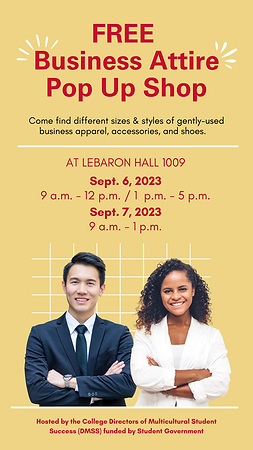 FREE
Business Attire
Pop Up Shop
Come find different sizes & styles of gently-used
business apparel, accessories, and shoes.
AT LEBARON HALL 1009
Sept. 6, 2023
9 a.m. - 12 p.m. / 1 p.m. - 5 p.m.
Sept. 7, 2023
9 a.m. - 1 p.m.
Hosted by the College Directors of Multicultural Student
Success (DMSS) funded by Student Government